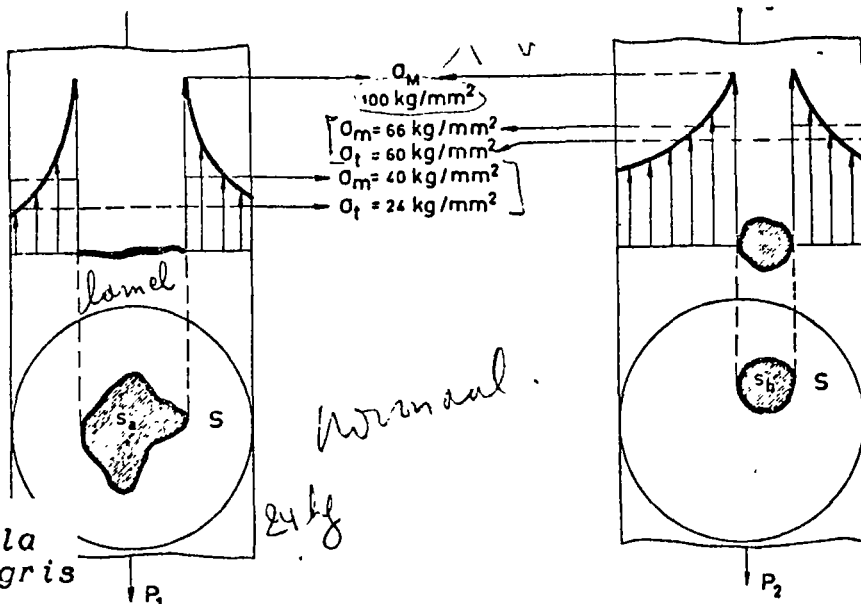 σM
100 kg/mm²
σm = 66 kg/mm²
σt = 60 kg/mm²
σm = 40 kg/mm²
σt = 24 kg/mm²
lamel
Sa S
Sb S
normaal.
24 kg
la
gris
P₁
P₂